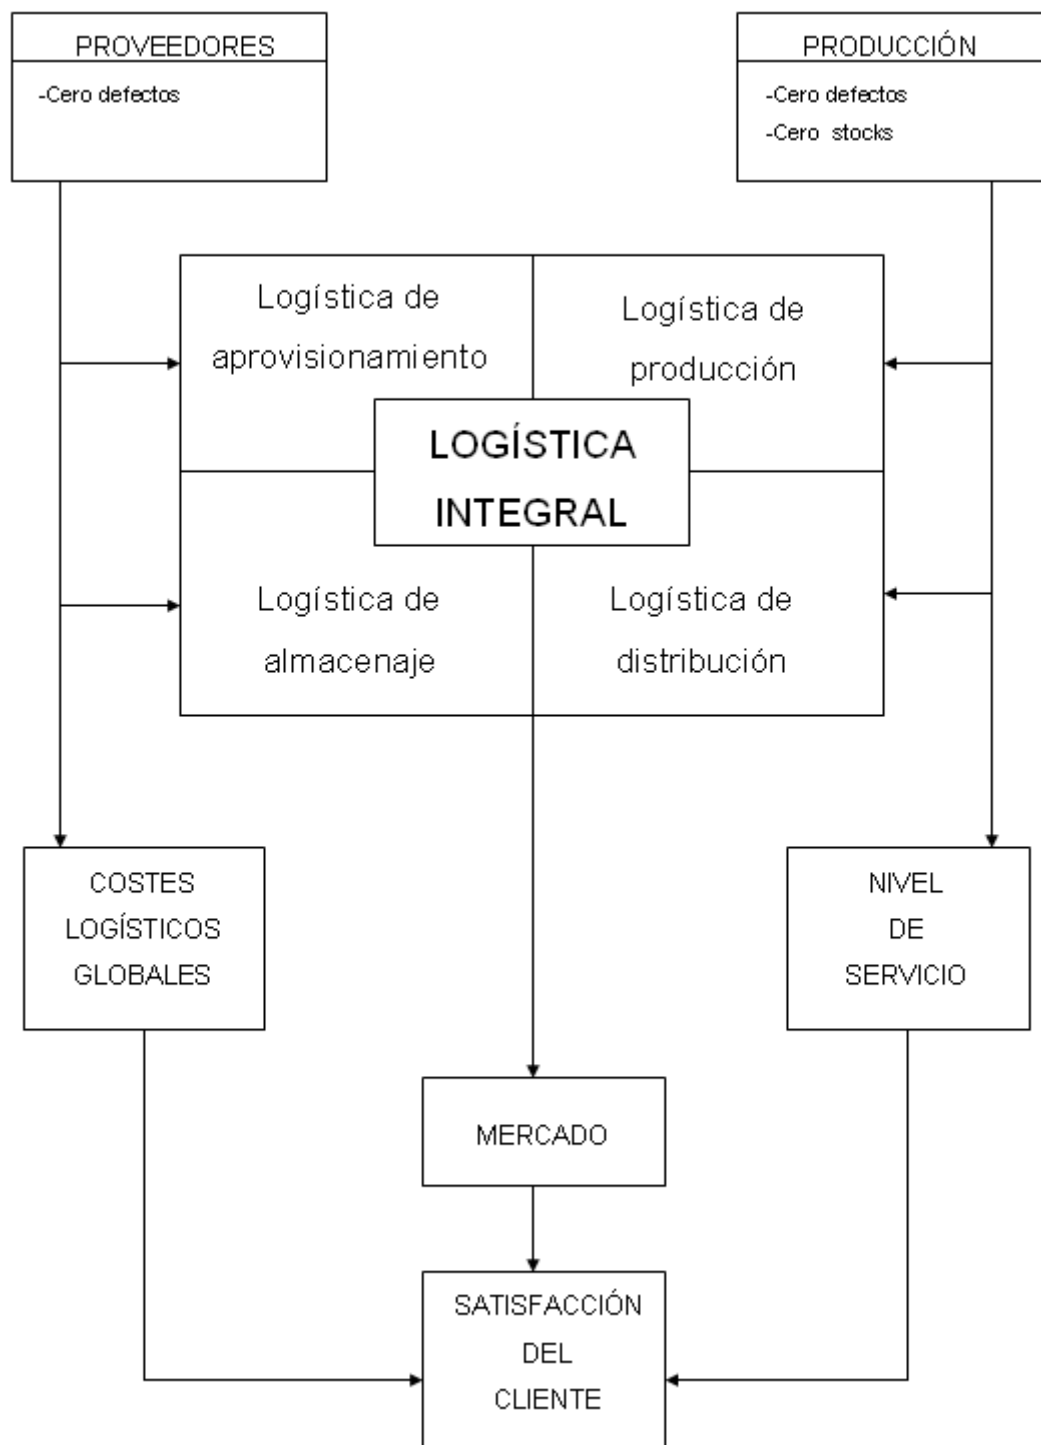 PROVEEDORES
-Cero defectos
PRODUCCIÓN
-Cero defectos
-Cero stocks
Logística de
aprovisionamiento
Logística de
producción
LOGÍSTICA
INTEGRAL
Logística de
almacenaje
Logística de
distribución
COSTES
LOGÍSTICOS
GLOBALES
NIVEL
DE
SERVICIO
MERCADO
SATISFACCIÓN
DEL
CLIENTE